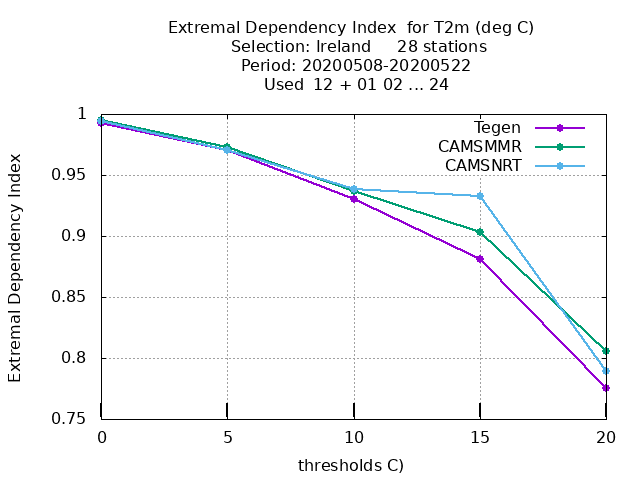 Extremal Dependency Index  for T2m (deg C)
Selection: Ireland     28 stations
Period: 20200508-20200522
Used  12 + 01 02 ... 24
Tegen
CAMSMMR
CAMSNRT
Extremal Dependency Index
1
0.95
0.9
0.85
0.8
0.75
0 5 10 15 20
thresholds C)